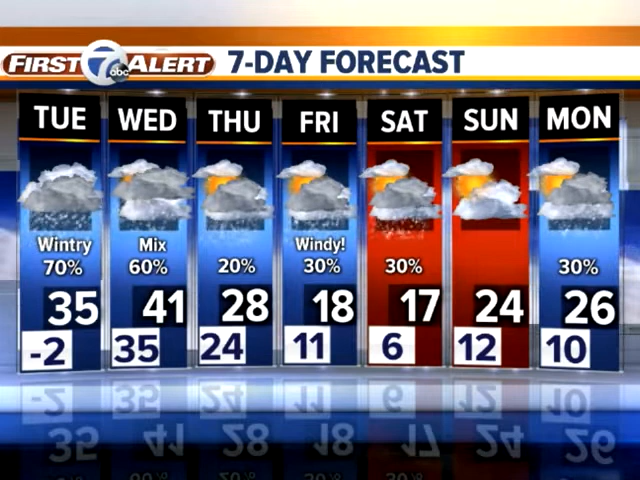 FIRST 7 abc ALERT 7-DAY FORECAST
TUE WED THU FRI SAT SUN MON
Wintry Mix Windy!
70% 60% 20% 30% 30% 30%
35 41 28 18 17 24 26
-2 35 24 11 6 12 10